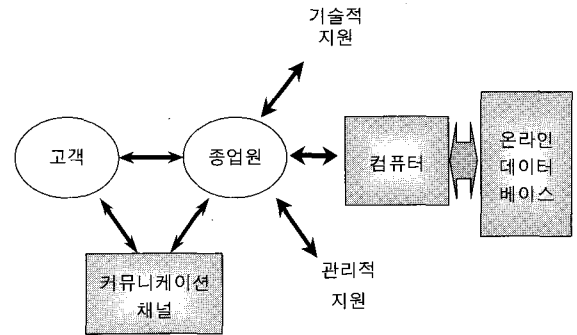 기술적
지원
고객
종업원
컴퓨터
온라인
데이터
베이스
커뮤니케이션
채널
관리적
지원